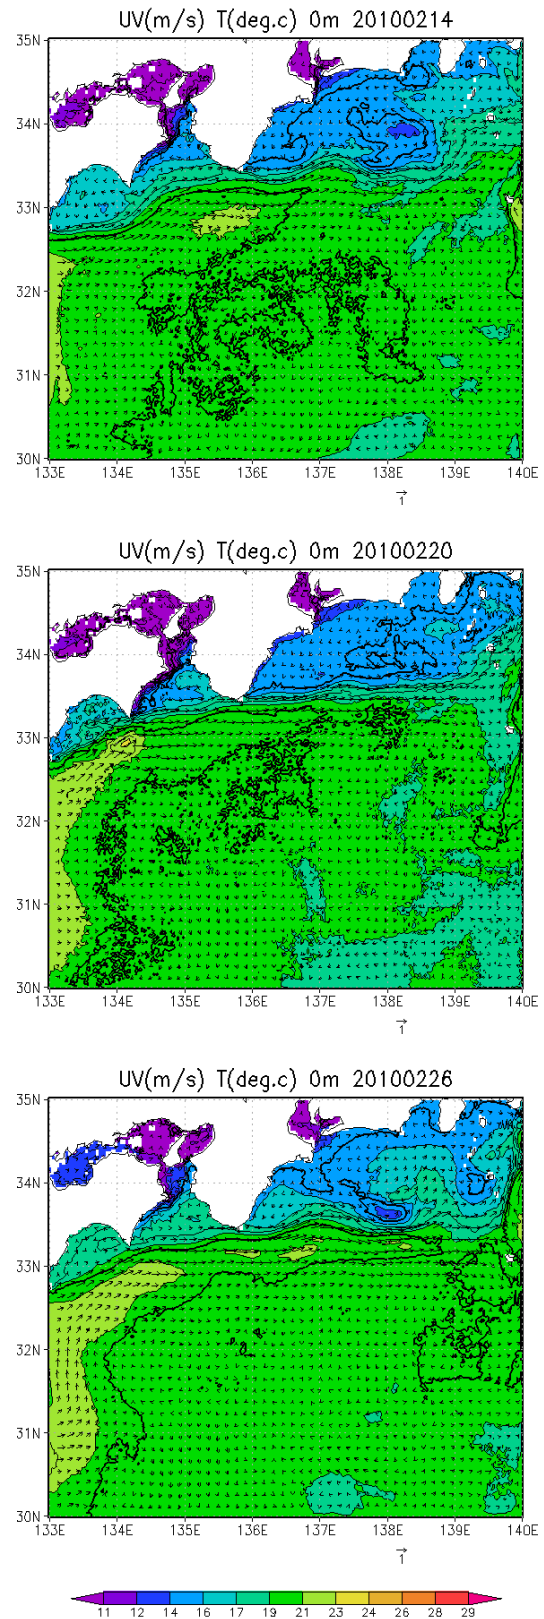 UV(m/s) T(deg.c) 0m 20100214
35N
34N
33N
32N
31N
30N
133E 134E 135E 136E 137E 138E 139E 140E
1
UV(m/s) T(deg.c) 0m 20100220
35N
34N
33N
32N
31N
30N
133E 134E 135E 136E 137E 138E 139E 140E
1
UV(m/s) T(deg.c) 0m 20100226
35N
34N
33N
32N
31N
30N
133E 134E 135E 136E 137E 138E 139E 140E
1
11 12 14 16 17 19 21 23 24 26 28 29